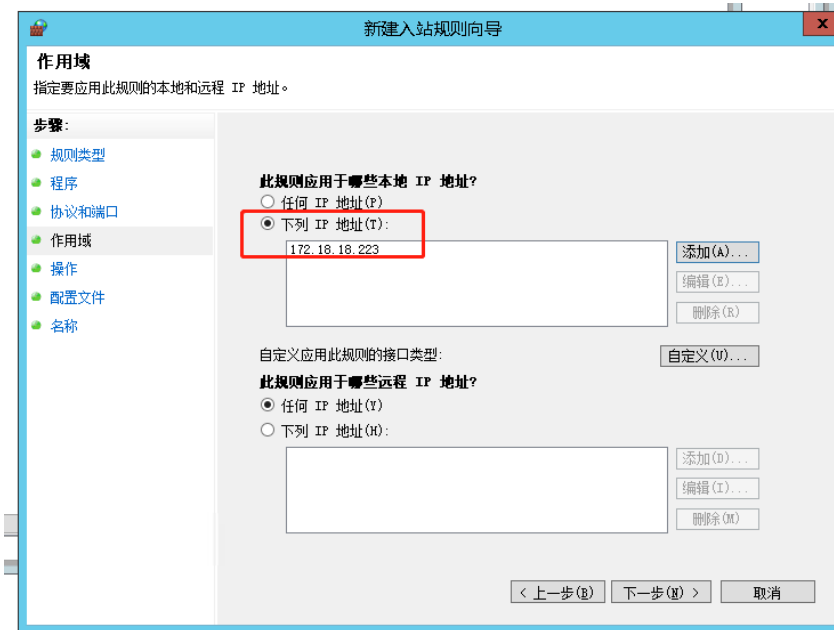 新建入站规则向导
x
作用域
指定要应用此规则的本地和远程 IP 地址。
步骤:
规则类型
程序
协议和端口
作用域
操作
配置文件
名称
此规则应用于哪些本地 IP 地址?
任何 IP 地址(P)
下列 IP 地址(T):
172.18.18.223
添加(A)...
编辑(E)...
删除(R)
自定义应用此规则的接口类型:
自定义(U)...
此规则应用于哪些远程 IP 地址?
任何 IP 地址(Y)
下列 IP 地址(H):
添加(D)...
编辑(I)...
删除(M)
< 上一步(B)
下一步(N) >
取消